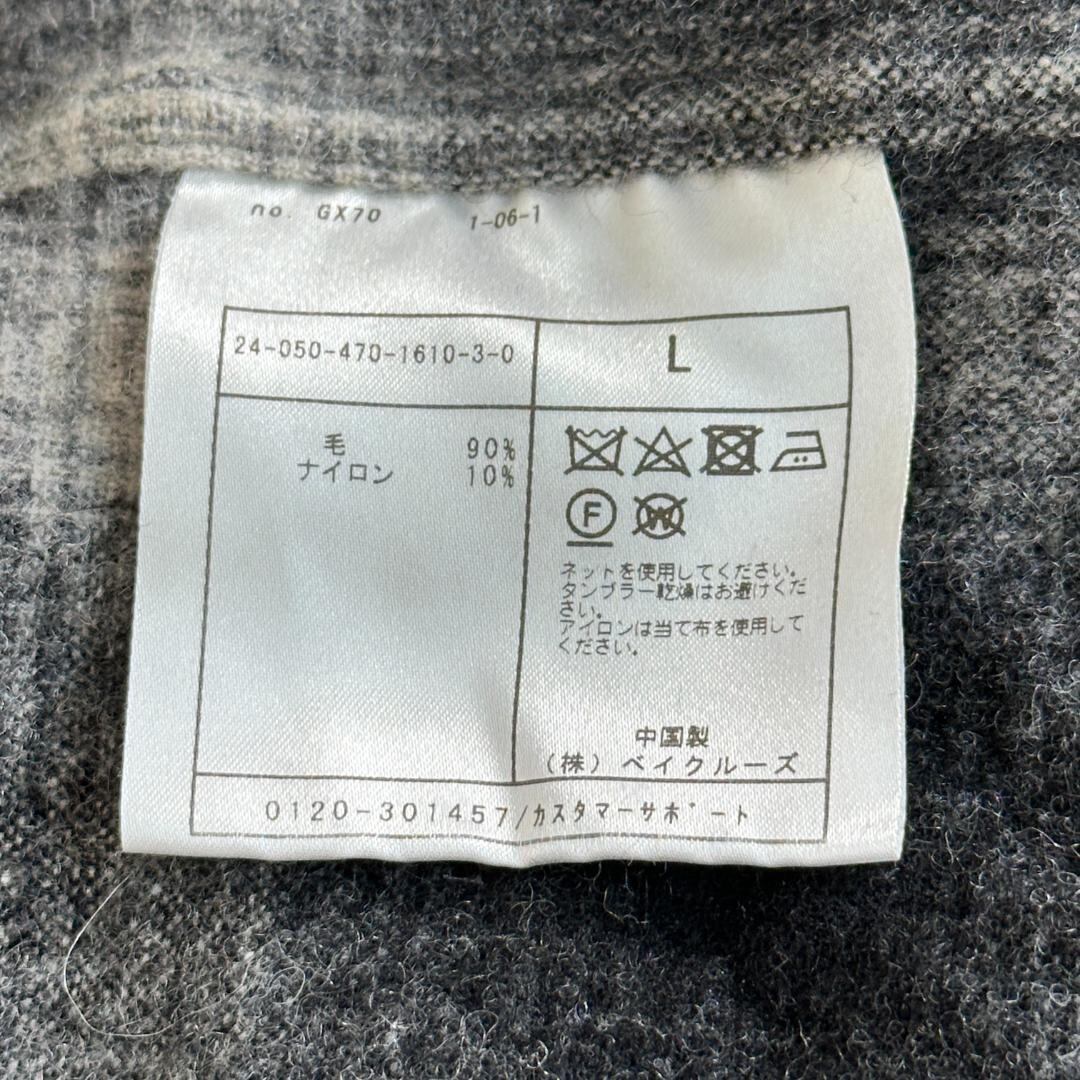 no. GX70 1-06-1
24-050-470-1610-3-0
L
毛 90%
ナイロン 10%
F
W
ネットを使用してください。
タンブラー乾燥はお避けくだ
さい。
アイロンは当て布を使用して
ください。
中国製
(株) ベイクルーズ
0120-301457/カスタマーサポート